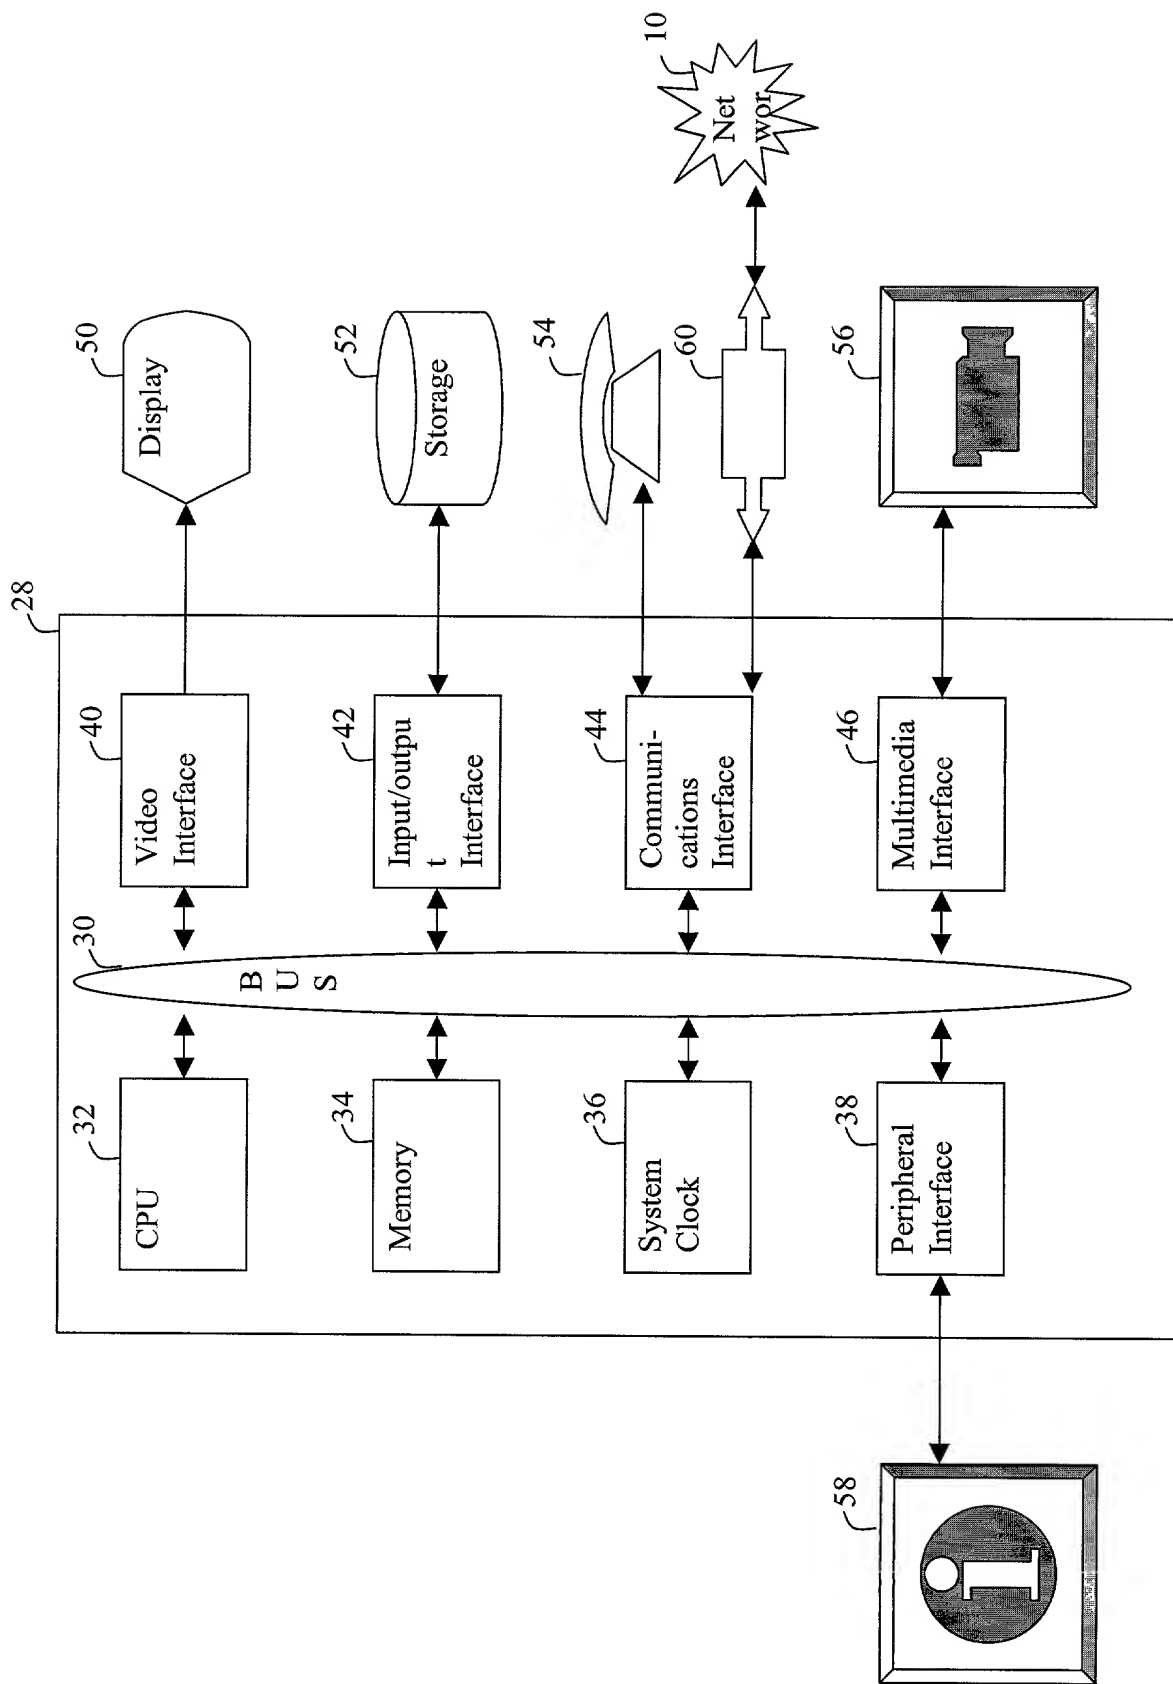 28
50
Display
52
Storage
54
60
10
Net
wor
56
40
Video
Interface
42
Input/outpu
t
Interface
44
Communi-
cations
Interface
46
Multimedia
Interface
30
B
U
S
32
CPU
34
Memory
36
System
Clock
38
Peripheral
Interface
58
i